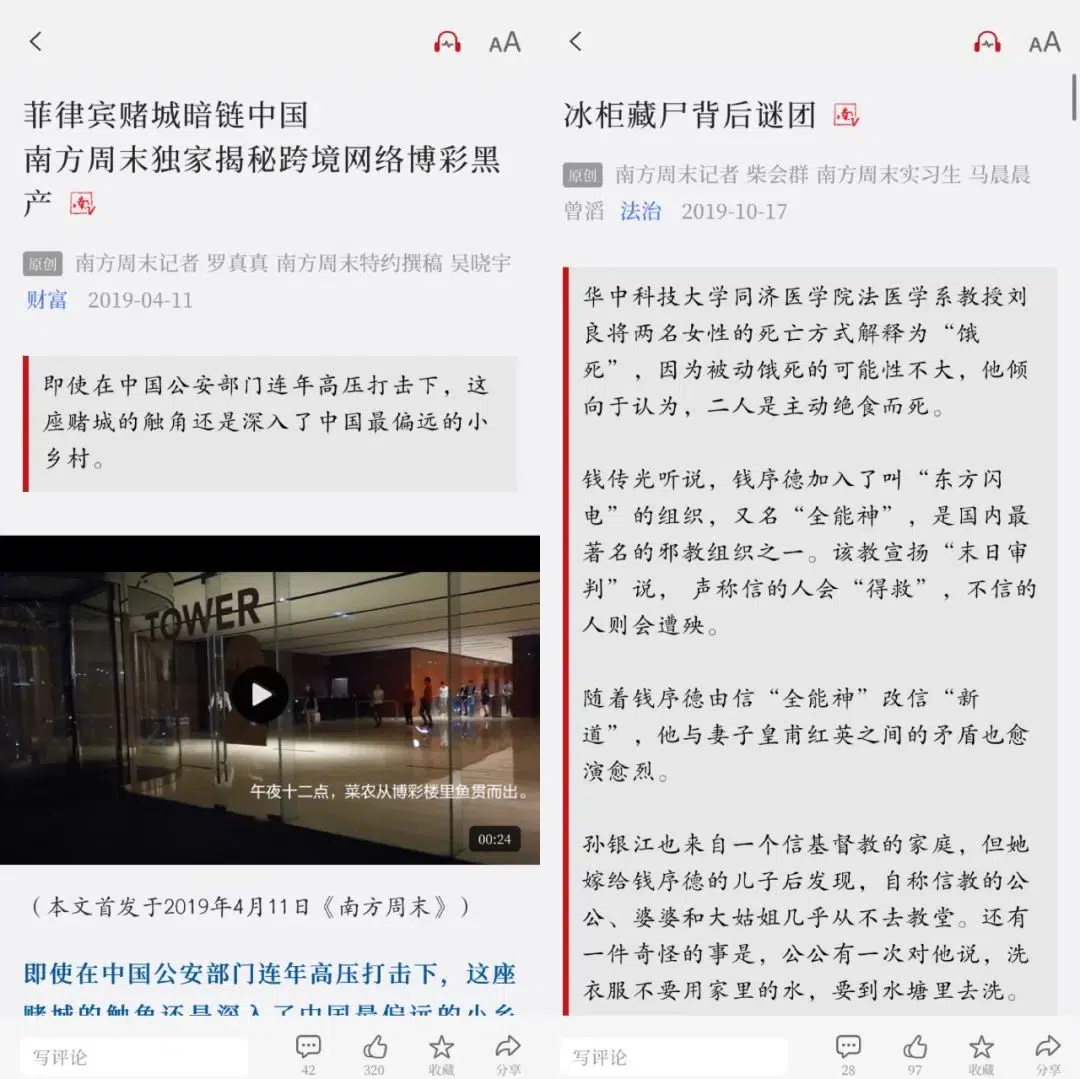 菲律宾赌城暗链中国
南方周末独家揭秘跨境网络博彩黑
产
原创 南方周末记者 罗真真 南方周末特约撰稿 吴晓宇
财富 2019-04-11
即使在中国公安部门连年高压打击下，这
座赌城的触角还是深入了中国最偏远的小
乡村。
TOWER
午夜十二点，菜农从博彩楼里鱼贯而出。
00:24
（本文首发于2019年4月11日《南方周末》）
即使在中国公安部门连年高压打击下，这座
赌城的触角还是深入了中国最偏远的小乡
写评论
42
320
收藏
分享
冰柜藏尸背后谜团
原创 南方周末记者 柴会群 南方周末实习生 马晨晨
曾滔 法治 2019-10-17
华中科技大学同济医学院法医学系教授刘
良将两名女性的死亡方式解释为“饿
死”，因为被动饿死的可能性不大，他倾
向于认为，二人是主动绝食而死。
钱传光听说，钱序德加入了叫“东方闪
电”的组织，又名“全能神”，是国内最
著名的邪教组织之一。该教宣扬“末日审
判”说， 声称信的人会“得救”，不信的
人则会遭殃。
随着钱序德由信“全能神”改信“新
道”，他与妻子皇甫红英之间的矛盾也愈
演愈烈。
孙银江也来自一个信基督教的家庭，但她
嫁给钱序德的儿子后发现，自称信教的公
公、婆婆和大姑姐几乎从不去教堂。还有
一件奇怪的事是，公公有一次对他说，洗
衣服不要用家里的水，要到水塘里去洗。
写评论
28
97
收藏
分享
AA
AA